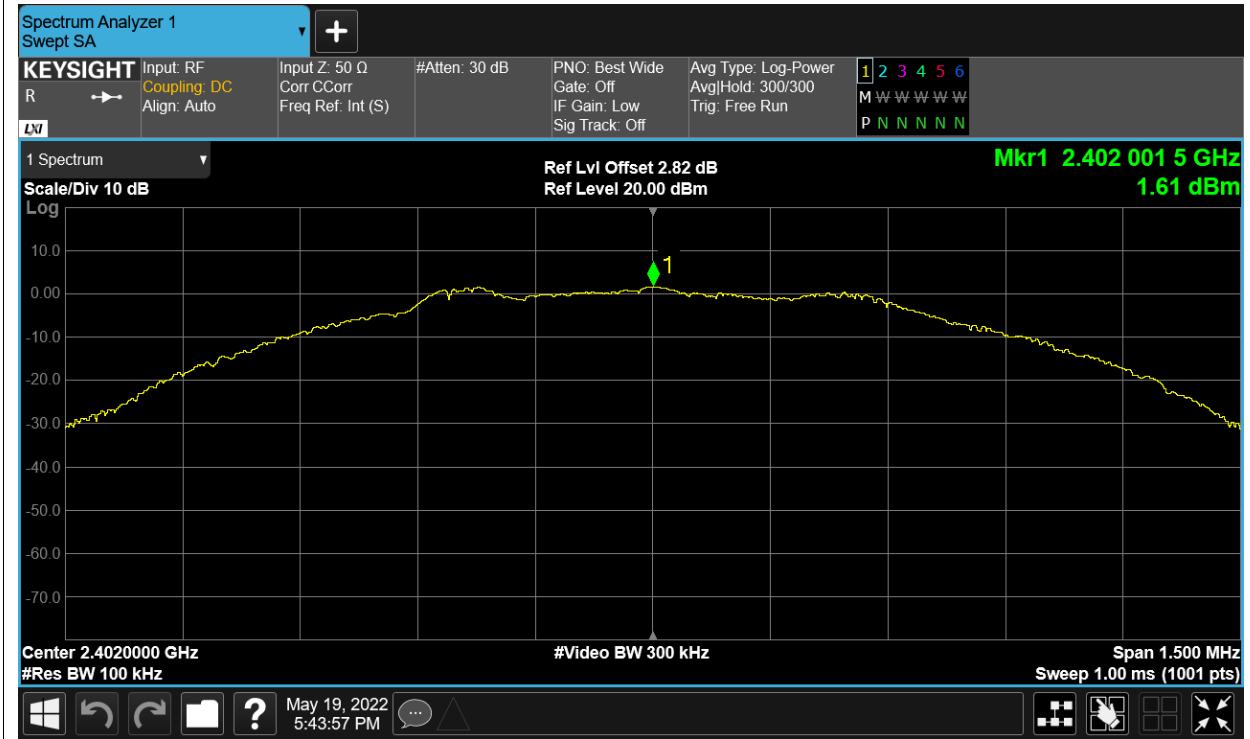 Spectrum Analyzer 1
Swept SA
KEYSIGHT
R
LXI
Input: RF
Coupling: DC
Align: Auto
Input Z: 50 Ω
Corr CCorr
Freq Ref: Int (S)
#Atten: 30 dB
PNO: Best Wide
Gate: Off
IF Gain: Low
Sig Track: Off
Avg Type: Log-Power
Avg|Hold: 300/300
Trig: Free Run
1 2 3 4 5 6
M W W W W W
P N N N N N
1 Spectrum
Scale/Div 10 dB
Log
Ref Lvl Offset 2.82 dB
Ref Level 20.00 dBm
Mkr1 2.402 001 5 GHz
1.61 dBm
10.0
0.00
-10.0
-20.0
-30.0
-40.0
-50.0
-60.0
-70.0
1
Center 2.4020000 GHz
#Res BW 100 kHz
#Video BW 300 kHz
Span 1.500 MHz
Sweep 1.00 ms (1001 pts)
?
May 19, 2022
5:43:57 PM